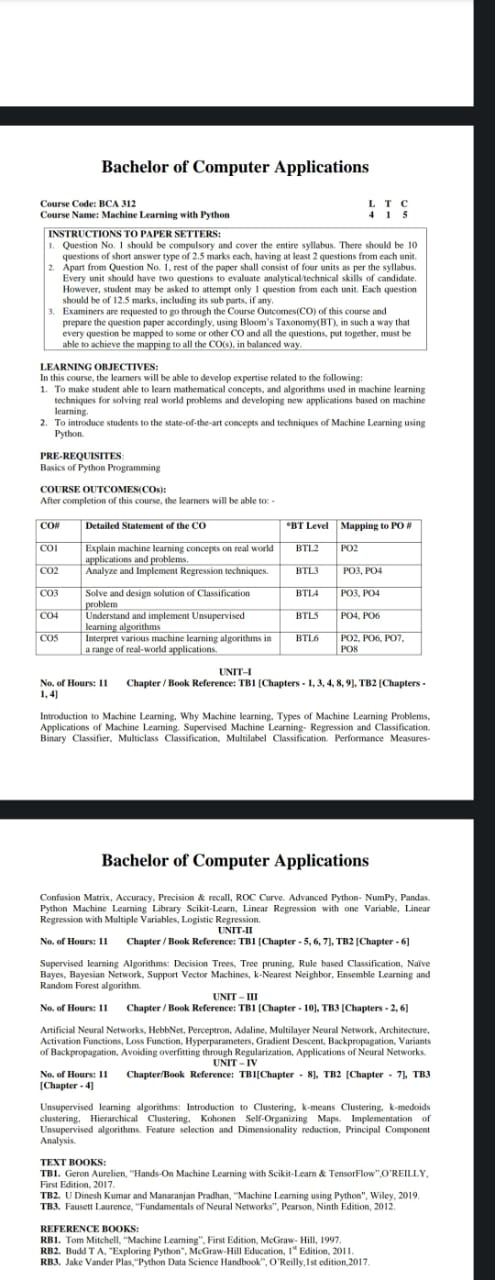 Bachelor of Computer Applications
Course Code: BCA 312 L T C
Course Name: Machine Learning with Python 4 1 5
INSTRUCTIONS TO PAPER SETTERS:
1. Question No. 1 should be compulsory and cover the entire syllabus. There should be 10
questions of short answer type of 2.5 marks each, having at least 2 questions from each unit.
2. Apart from Question No. 1, rest of the paper shall consist of four units as per the syllabus.
Every unit should have two questions to evaluate analytical/technical skills of candidate.
However, student may be asked to attempt only 1 question from each unit. Each question
should be of 12.5 marks, including its sub parts, if any.
3. Examiners are requested to go through the Course Outcomes(CO) of this course and
prepare the question paper accordingly, using Bloom's Taxonomy(BT), in such a way that
every question be mapped to some or other CO and all the questions, put together, must be
able to achieve the mapping to all the CO(s), in balanced way.
LEARNING OBJECTIVES:
In this course, the learners will be able to develop expertise related to the following:
1. To make student able to learn mathematical concepts, and algorithms used in machine learning
techniques for solving real world problems and developing new applications based on machine
learning.
2. To introduce students to the state-of-the-art concepts and techniques of Machine Learning using
Python.
PRE-REQUISITES:
Basics of Python Programming
COURSE OUTCOMES(COs):
After completion of this course, the learners will be able to: -
CO# Detailed Statement of the CO *BT Level Mapping to PO #
CO1 Explain machine learning concepts on real world BTL2 PO2
applications and problems.
CO2 Analyze and Implement Regression techniques. BTL3 PO3, PO4
CO3 Solve and design solution of Classification BTL4 PO3, PO4
problem
CO4 Understand and implement Unsupervised BTL5 PO4, PO6
learning algorithms
CO5 Interpret various machine learning algorithms in BTL6 PO2, PO6, PO7,
a range of real-world applications. PO8
UNIT-I
No. of Hours: 11 Chapter / Book Reference: TB1 [Chapters - 1, 3, 4, 8, 9], TB2 [Chapters -
1, 4]
Introduction to Machine Learning, Why Machine learning, Types of Machine Learning Problems,
Applications of Machine Learning. Supervised Machine Learning- Regression and Classification.
Binary Classifier, Multiclass Classification, Multilabel Classification. Performance Measures-
Bachelor of Computer Applications
Confusion Matrix, Accuracy, Precision & recall, ROC Curve. Advanced Python- NumPy, Pandas.
Python Machine Learning Library Scikit-Learn, Linear Regression with one Variable, Linear
Regression with Multiple Variables, Logistic Regression.
UNIT-II
No. of Hours: 11 Chapter / Book Reference: TB1 [Chapter - 5, 6, 7], TB2 [Chapter - 6]
Supervised learning Algorithms: Decision Trees, Tree pruning, Rule based Classification, Naïve
Bayes, Bayesian Network, Support Vector Machines, k-Nearest Neighbor, Ensemble Learning and
Random Forest algorithm.
UNIT – III
No. of Hours: 11 Chapter / Book Reference: TB1 [Chapter - 10], TB3 [Chapters - 2, 6]
Artificial Neural Networks, HebbNet, Perceptron, Adaline, Multilayer Neural Network, Architecture,
Activation Functions, Loss Function, Hyperparameters, Gradient Descent, Backpropagation, Variants
of Backpropagation, Avoiding overfitting through Regularization, Applications of Neural Networks.
UNIT – IV
No. of Hours: 11 Chapter/Book Reference: TB1[Chapter - 8], TB2 [Chapter - 7], TB3
[Chapter - 4]
Unsupervised learning algorithms: Introduction to Clustering, k-means Clustering, k-medoids
clustering, Hierarchical Clustering, Kohonen Self-Organizing Maps. Implementation of
Unsupervised algorithms. Feature selection and Dimensionality reduction, Principal Component
Analysis.
TEXT BOOKS:
TB1. Geron Aurelien, "Hands-On Machine Learning with Scikit-Learn & TensorFlow",O'REILLY,
First Edition, 2017.
TB2. U Dinesh Kumar and Manaranjan Pradhan, "Machine Learning using Python", Wiley, 2019.
TB3. Fausett Laurence, "Fundamentals of Neural Networks", Pearson, Ninth Edition, 2012.
REFERENCE BOOKS:
RB1. Tom Mitchell, "Machine Learning", First Edition, McGraw- Hill, 1997.
RB2. Budd T A, "Exploring Python", McGraw-Hill Education, 1st Edition, 2011.
RB3. Jake Vander Plas,"Python Data Science Handbook", O'Reilly,1st edition,2017.